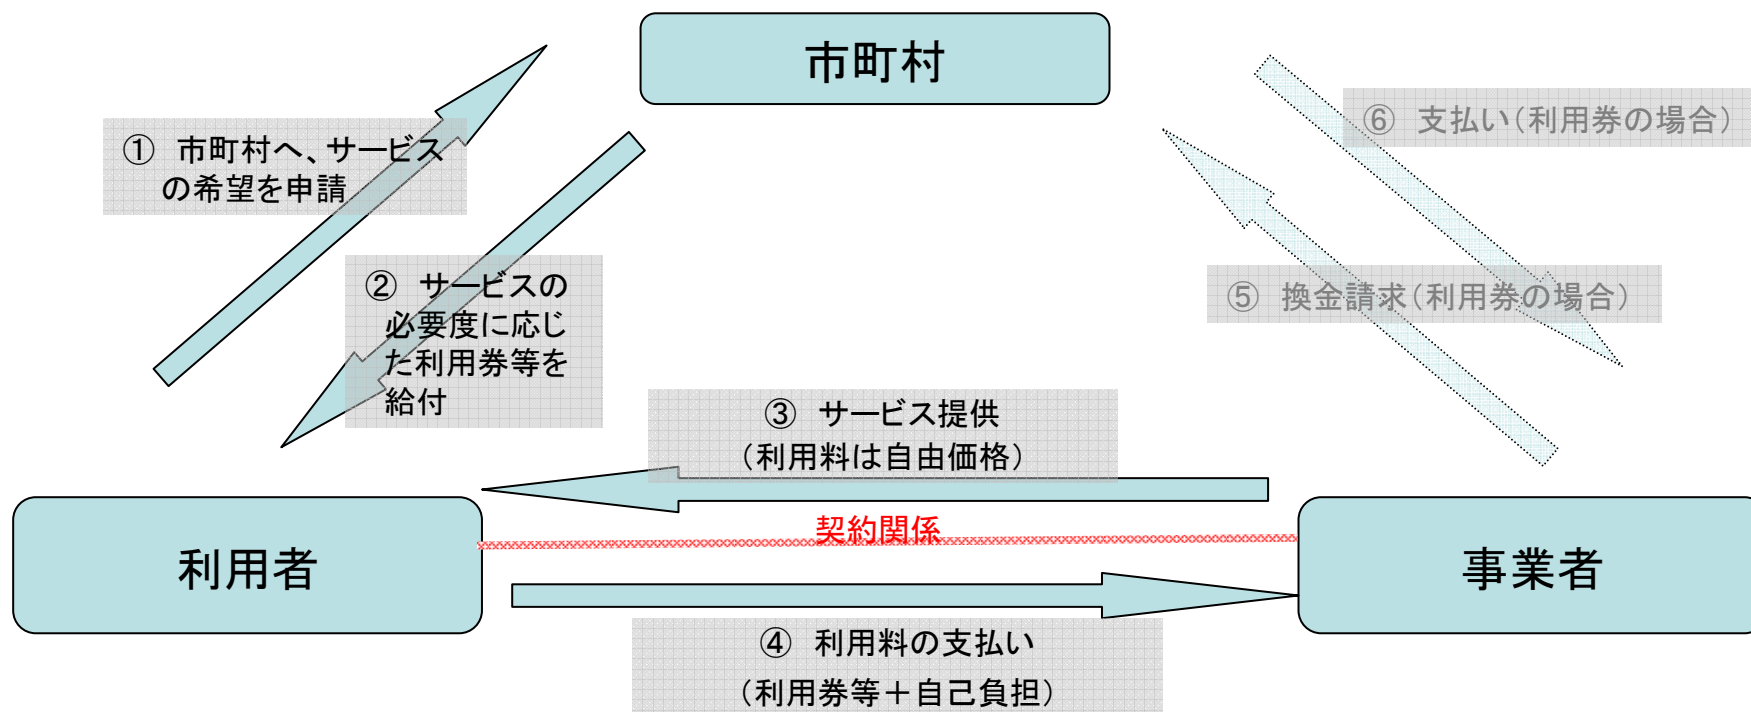 市町村
① 市町村へ、サービス
の希望を申請
② サービスの
必要度に応じ
た利用券等を
給付
⑥ 支払い（利用券の場合）
⑤ 換金請求（利用券の場合）
③ サービス提供
（利用料は自由価格）
契約関係
利用者
事業者
④ 利用料の支払い
（利用券等＋自己負担）